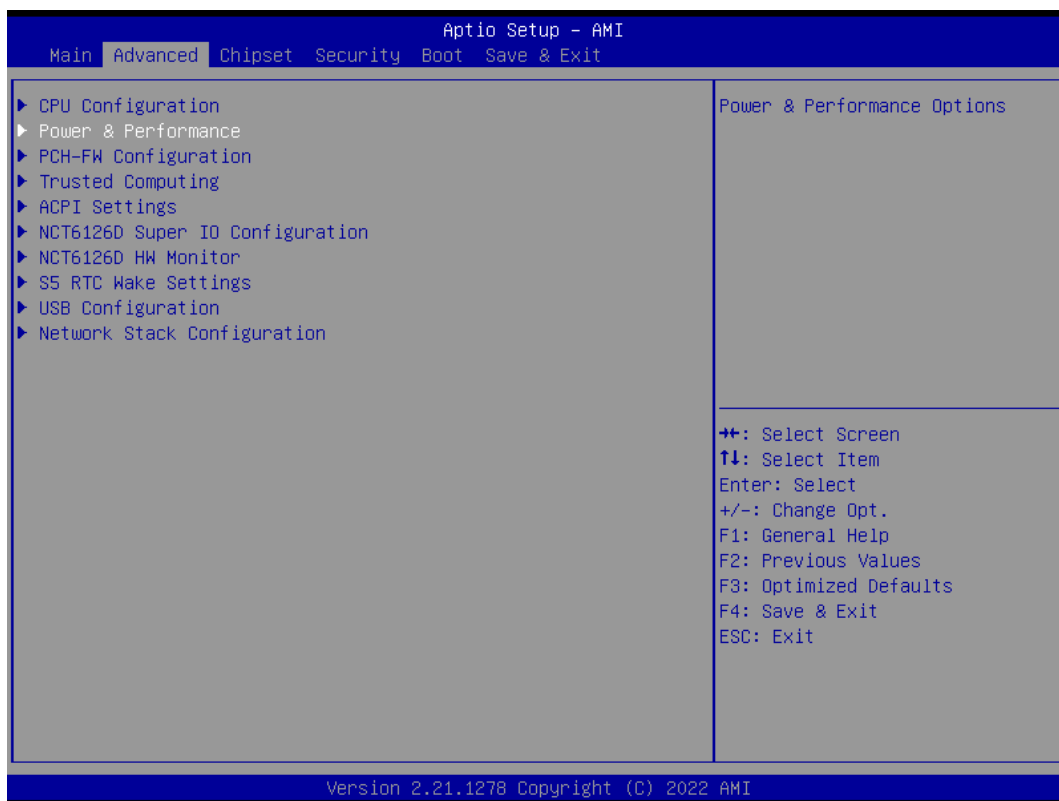 Aptio Setup – AMI
Main Advanced Chipset Security Boot Save & Exit
CPU Configuration
Power & Performance
PCH-FW Configuration
Trusted Computing
ACPI Settings
NCT6126D Super IO Configuration
NCT6126D HW Monitor
S5 RTC Wake Settings
USB Configuration
Network Stack Configuration
Power & Performance Options
→←: Select Screen
↑↓: Select Item
Enter: Select
+/-: Change Opt.
F1: General Help
F2: Previous Values
F3: Optimized Defaults
F4: Save & Exit
ESC: Exit
Version 2.21.1278 Copyright (C) 2022 AMI